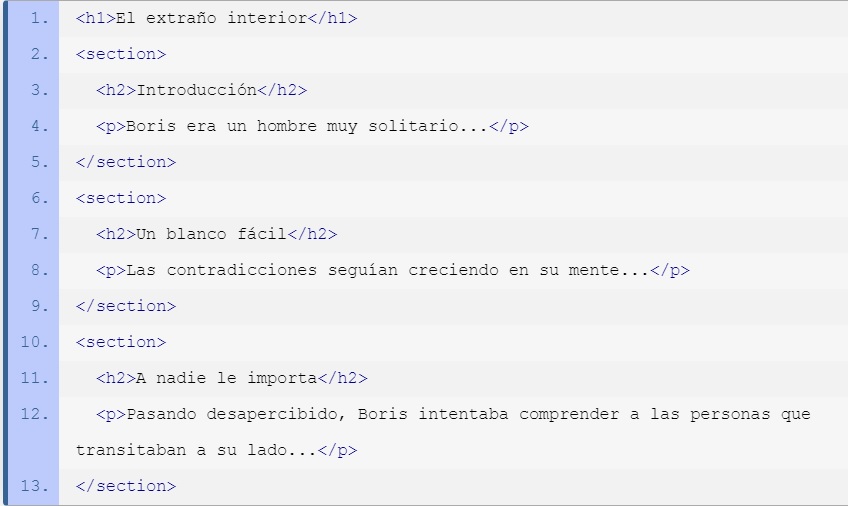 1. <h1>El extraño interior</h1>
2. <section>
3.   <h2>Introducción</h2>
4.   <p>Boris era un hombre muy solitario...</p>
5. </section>
6. <section>
7.   <h2>Un blanco fácil</h2>
8.   <p>Las contradicciones seguían creciendo en su mente...</p>
9. </section>
10. <section>
11.   <h2>A nadie le importa</h2>
12.   <p>Pasando desapercibido, Boris intentaba comprender a las personas que
transitaban a su lado...</p>
13. </section>